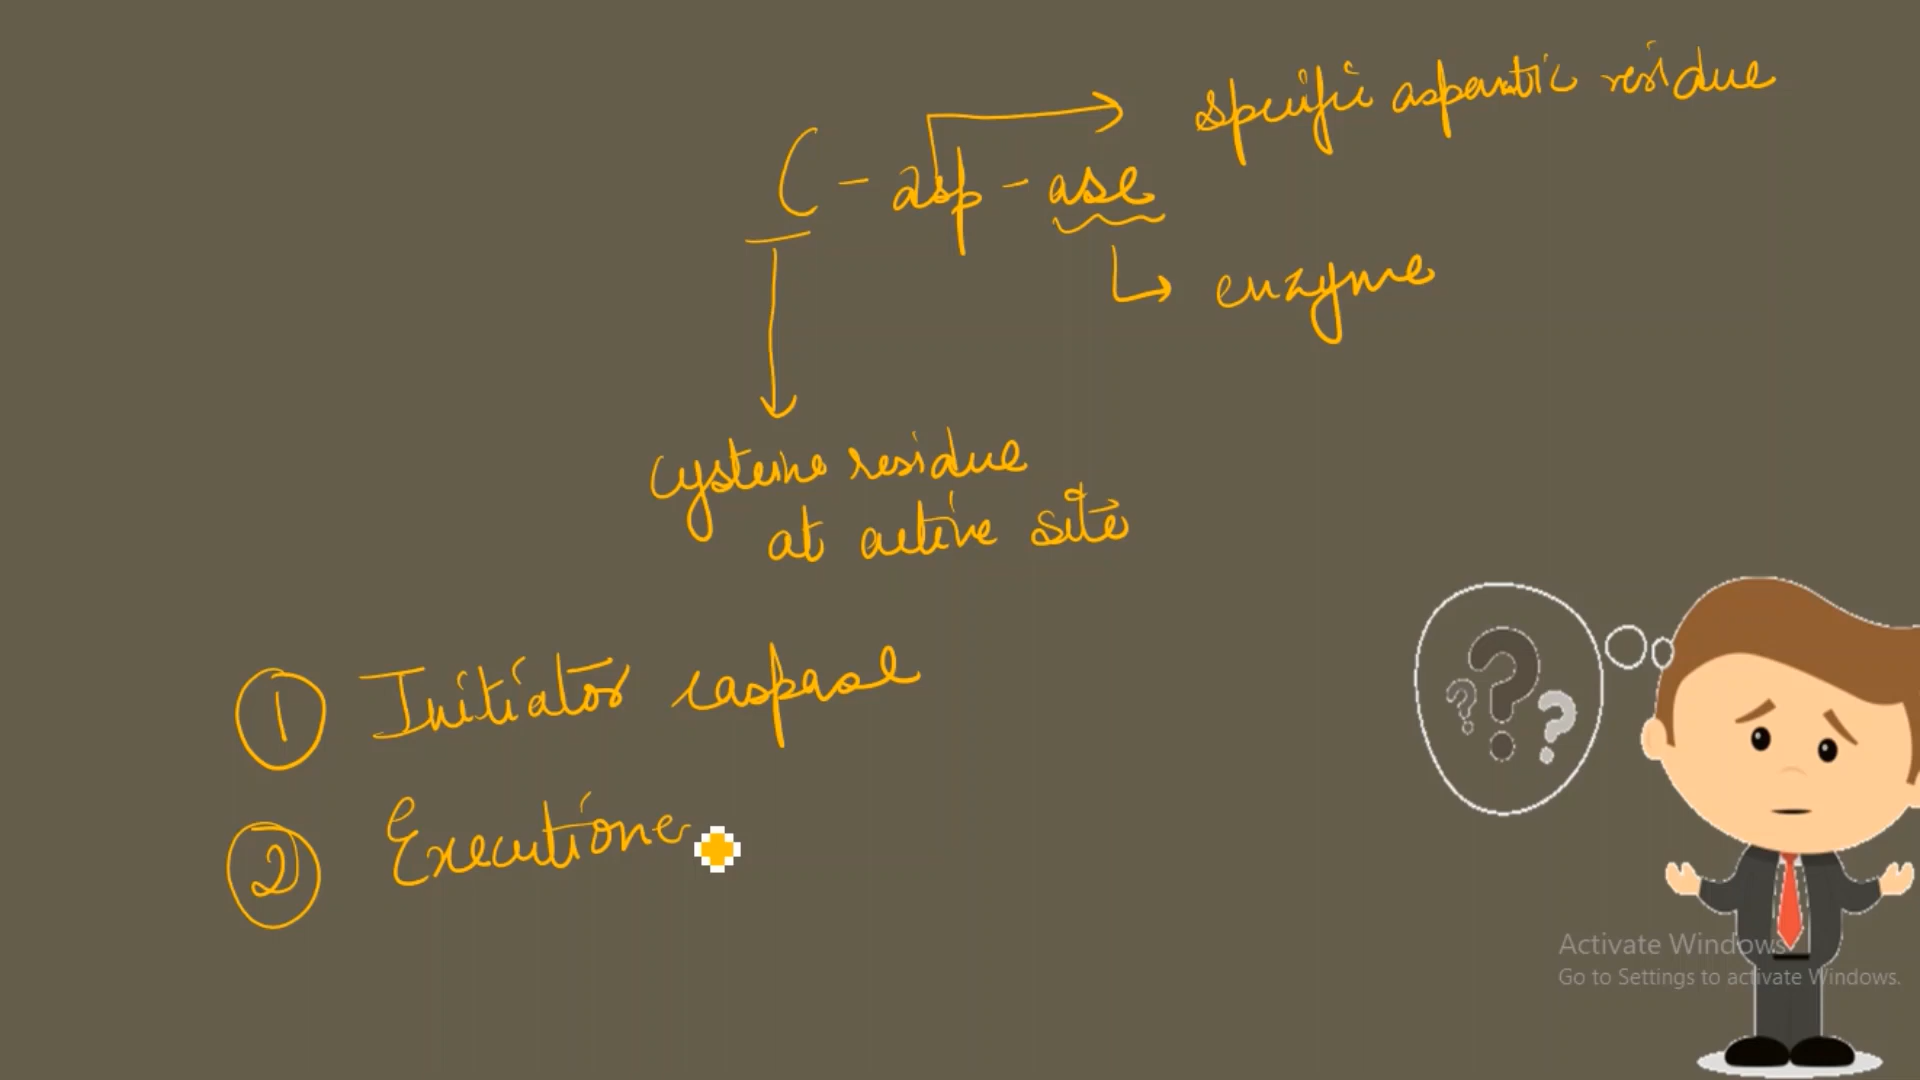 specific aspartic residue
C - asp - ase
enzyme
cysteine residue
at active site
1 Initiator caspase
2 Executioner
Activate Windows
Go to Settings to activate Windows.